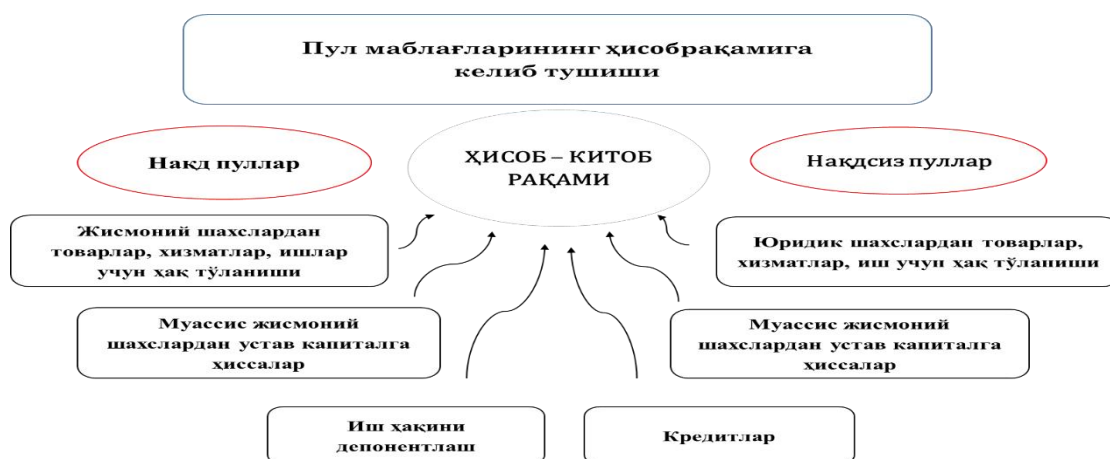 Пул маблағларининг ҳисобрақамига
келиб тушиши
Нақд пуллар
ҲИСОБ – КИТОБ
РАҚАМИ
Нақдсиз пуллар
Жисмоний шахслардан
товарлар, хизматлар, ишлар
учун ҳақ тўланиши
Юридик шахслардан товарлар,
хизматлар, иш учун ҳақ тўланиши
Муассис жисмоний
шахслардан устав капиталга
ҳиссалар
Муассис жисмоний
шахслардан устав капиталга
ҳиссалар
Иш ҳақини
депонентлаш
Кредитлар